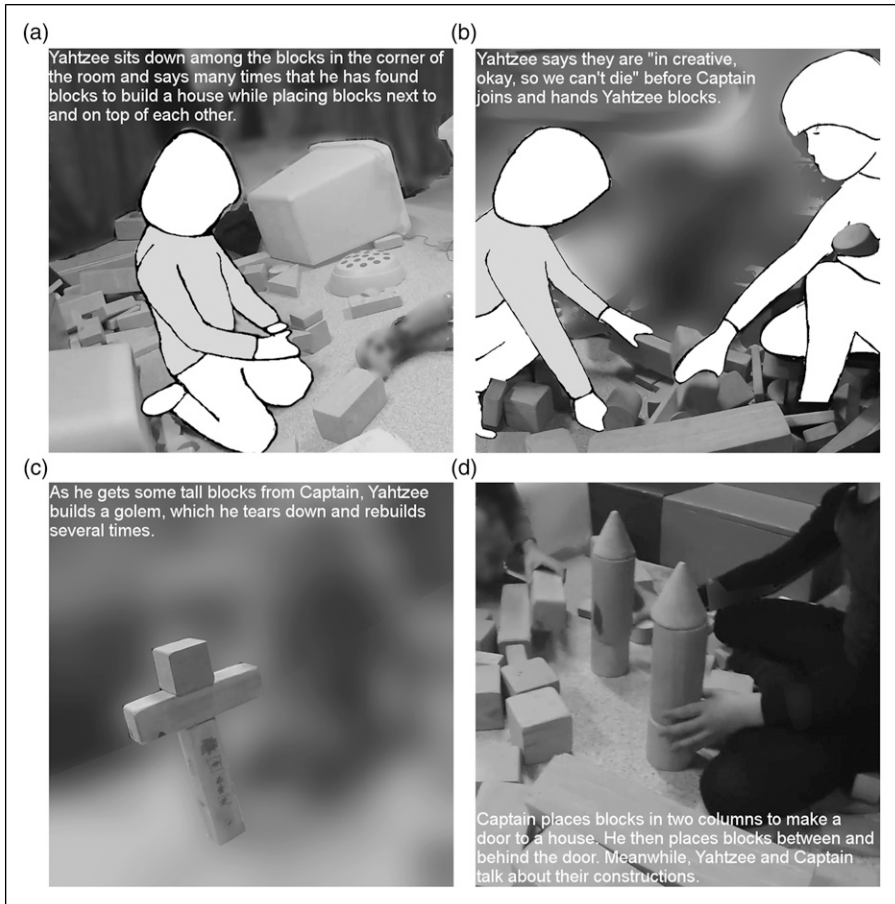 (a)
Yahtzee sits down among the blocks in the corner of
the room and says many times that he has found
blocks to build a house while placing blocks next to
and on top of each other.
(b)
Yahtzee says they are "in creative,
okay, so we can't die" before Captain
joins and hands Yahtzee blocks.
(c)
As he gets some tall blocks from Captain, Yahtzee
builds a golem, which he tears down and rebuilds
several times.
(d)
Captain places blocks in two columns to make a
door to a house. He then places blocks between and
behind the door. Meanwhile, Yahtzee and Captain
talk about their constructions.